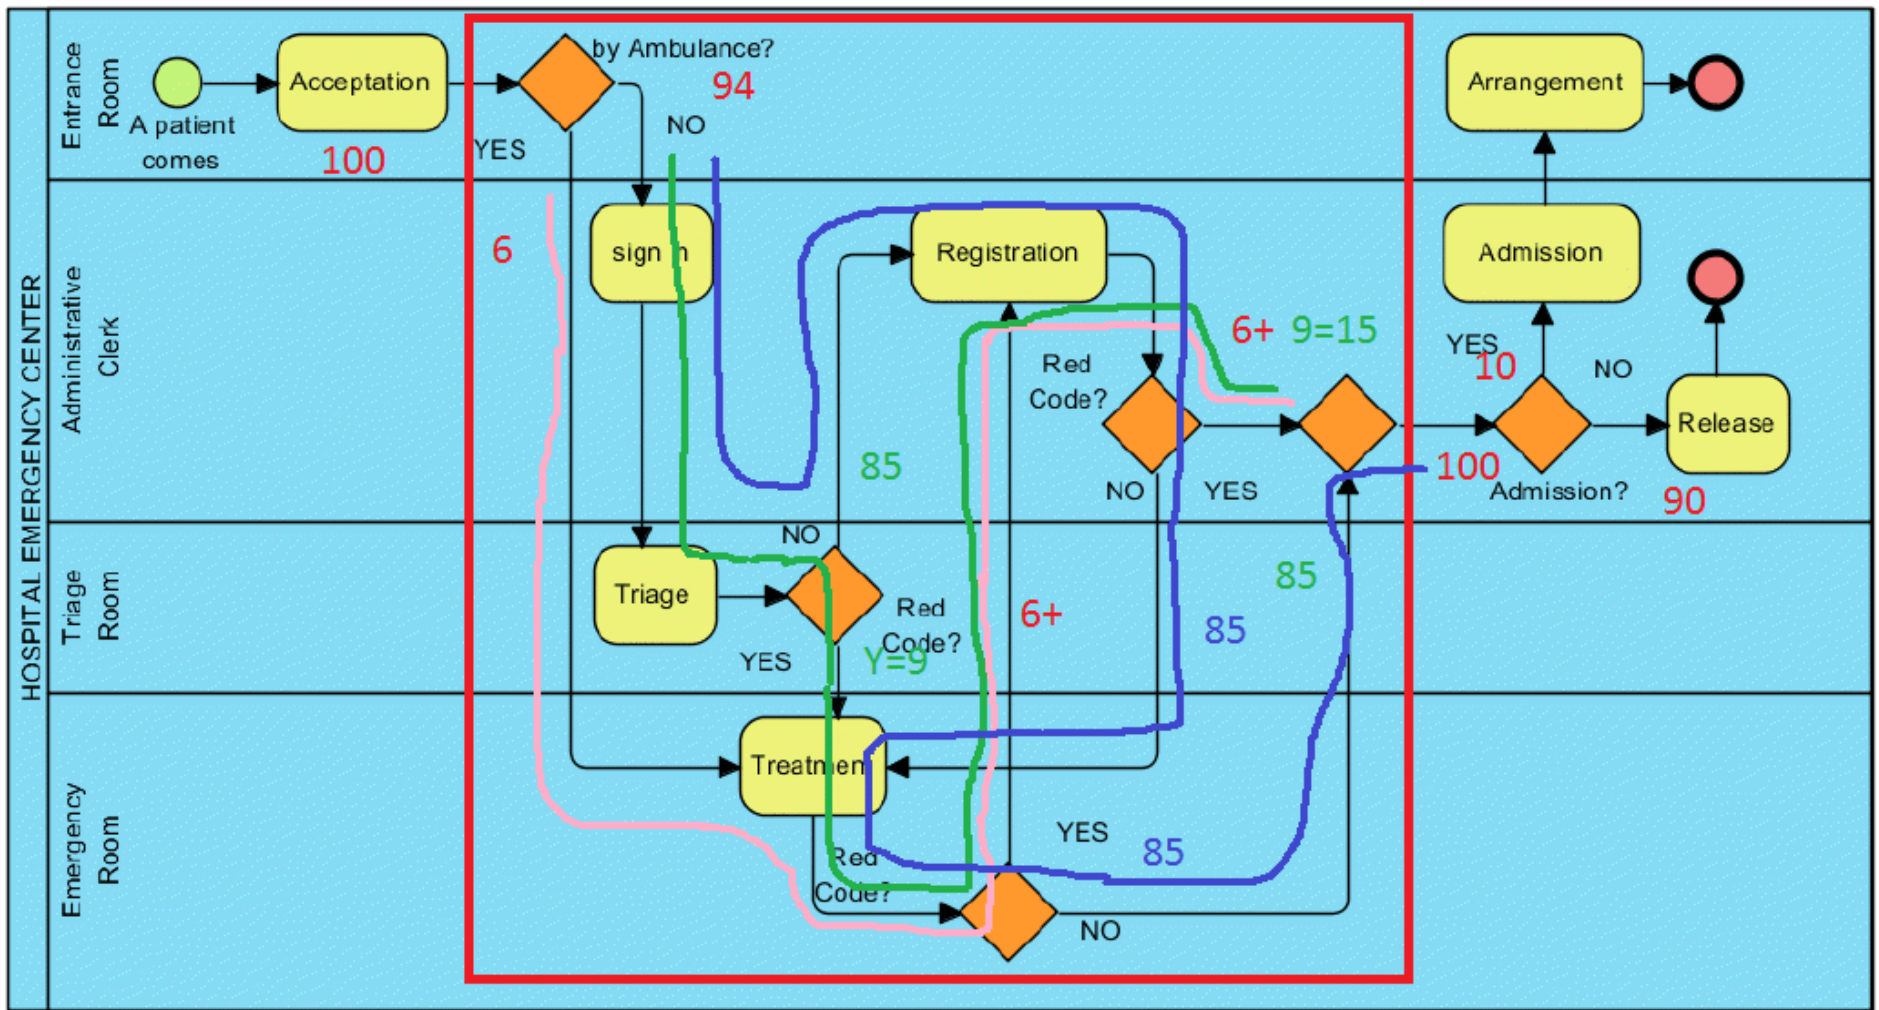 HOSPITAL EMERGENCY CENTER
Entrance
Room
A patient
comes
Acceptation
100
by Ambulance?
94
YES
NO
Arrangement
Administrative
Clerk
6
sign
Registration
Admission
Red
Code?
6+ 9=15
YES
10
NO
Release
85
NO
YES
100
Admission?
90
Triage
Room
NO
Triage
Red
Code?
YES
Y=9
6+
85
85
Emergency
Room
Treatmen
Red
Code?
YES
85
NO